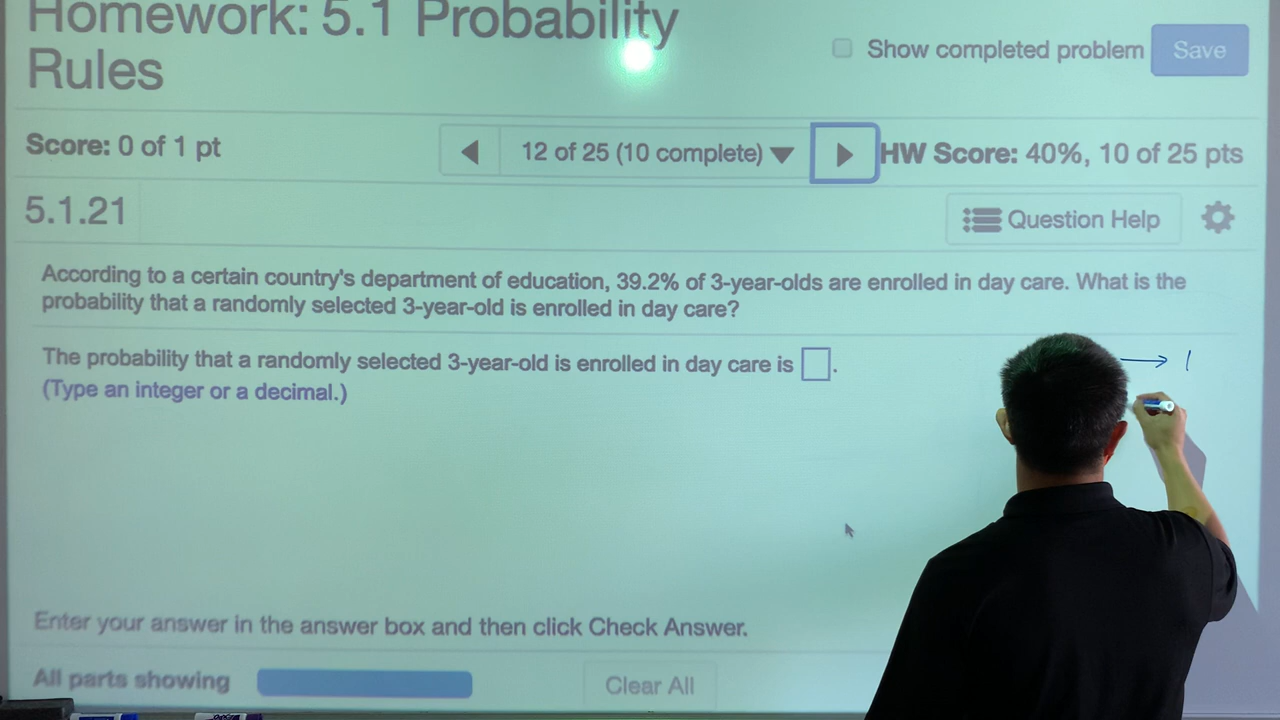 Homework: 5.1 Probability
Rules
Show completed problem
Save
Score: 0 of 1 pt
12 of 25 (10 complete)
HW Score: 40%, 10 of 25 pts
5.1.21
Question Help
According to a certain country's department of education, 39.2% of 3-year-olds are enrolled in day care. What is the
probability that a randomly selected 3-year-old is enrolled in day care?
The probability that a randomly selected 3-year-old is enrolled in day care is .
(Type an integer or a decimal.)
→ 1
Enter your answer in the answer box and then click Check Answer.
All parts showing
Clear All